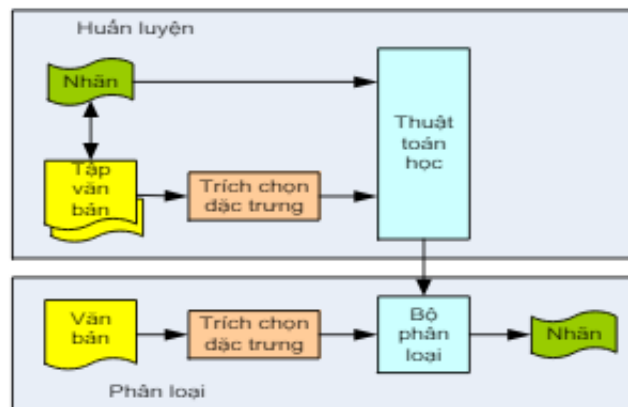 Huấn luyện
Nhãn
Thuật
toán
học
Tập
văn
bản
Trích chọn
đặc trưng
Văn
bản
Trích chọn
đặc trưng
Bộ
phân
loại
Nhãn
Phân loại